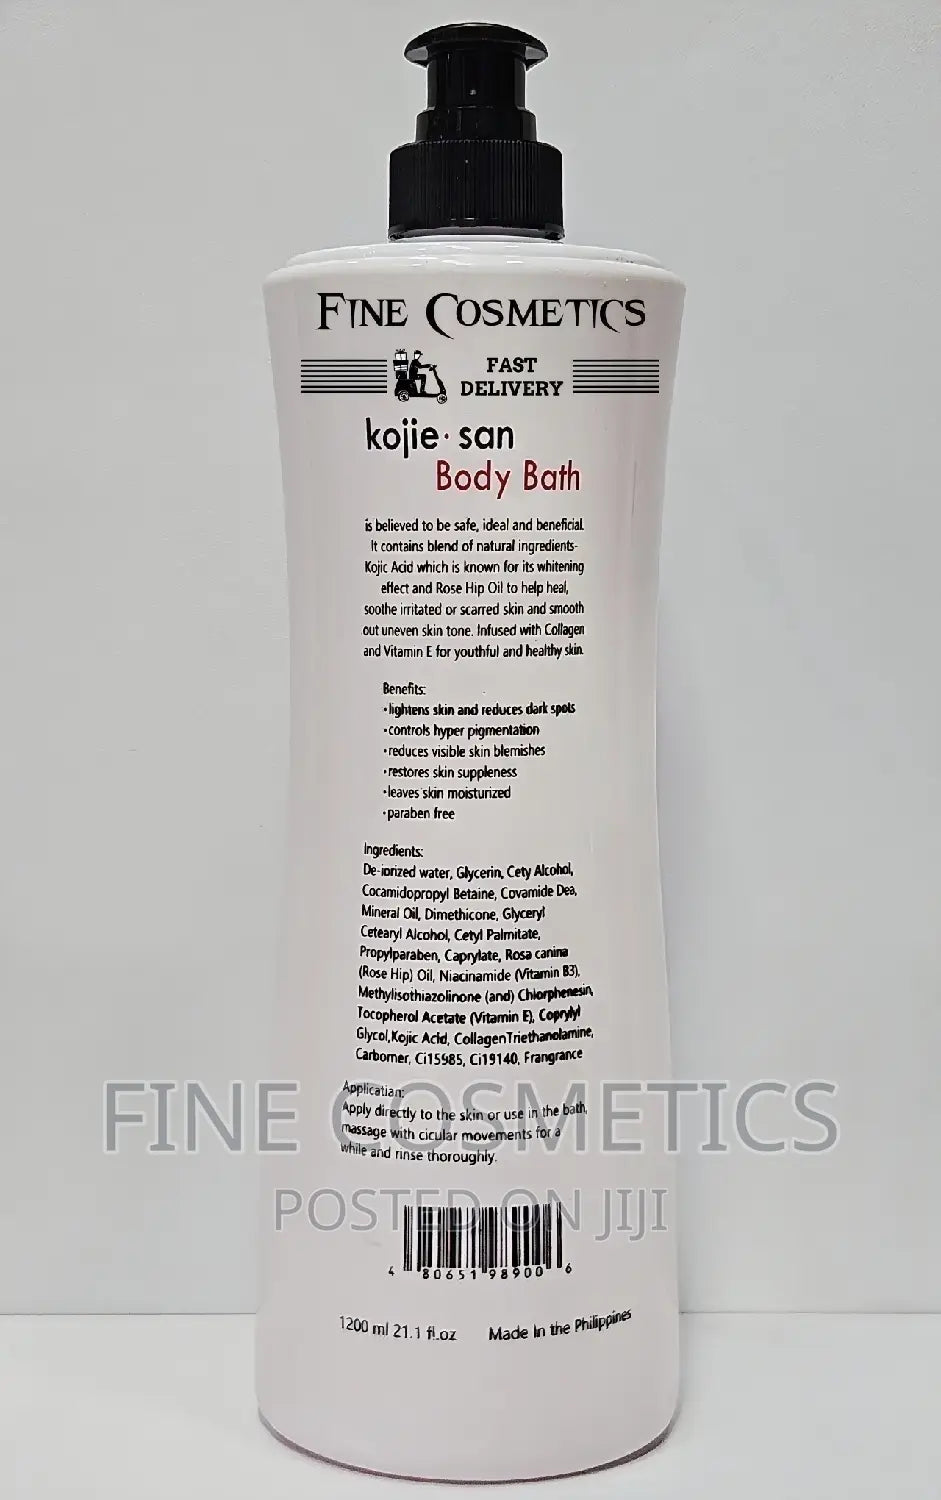 FINE COSMETICS
FAST
DELIVERY
kojie·san
Body Bath
is believed to be safe, ideal and beneficial.
It contains blend of natural ingredients-
Kojic Acid which is known for its whitening
effect and Rose Hip Oil to help heal,
soothe irritated or scarred skin and smooth
out uneven skin tone. Infused with Collagen
and Vitamin E for youthful and healthy skin.
Benefits:
•lightens skin and reduces dark spots
•controls hyper pigmentation
•reduces visible skin blemishes
•restores skin suppleness
•leaves skin moisturized
•paraben free
Ingredients:
De-iorized water, Glycerin, Cety Alcohol,
Cocamidopropyl Betaine, Covamide Dea,
Mineral Oil, Dimethicone, Glyceryl
Cetearyl Alcohol, Cetyl Palmitate,
Propylparaben, Caprylate, Rosa canina
(Rose Hip) Oil, Niacinamide (Vitamin B3),
Methylisothiazolinone (and) Chlorphenesin,
Tocopherol Acetate (Vitamin E), Coprylyl
Glycol,Kojic Acid, CollagenTriethanolamine,
Carbomer, Ci15985, Ci19140, Frangrance
Applicatian:
Apply directly to the skin or use in the bath,
massage with cicular movements for a
while and rinse thoroughly.
FINE COSMETICS
POSTED ON JIJI
4 80651 98900 6
1200 ml 21.1 fl.oz Made In the Philippines